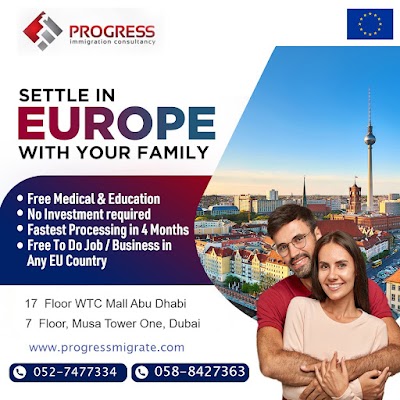 PROGRESS
immigration consultancy
SETTLE IN
EUROPE
WITH YOUR FAMILY
• Free Medical & Education
• No Investment required
• Fastest Processing in 4 Months
• Free To Do Job / Business in
Any EU Country
17 Floor WTC Mall Abu Dhabi
7 Floor, Musa Tower One, Dubai
www.progressmigrate.com
052-7477334
058-8427363